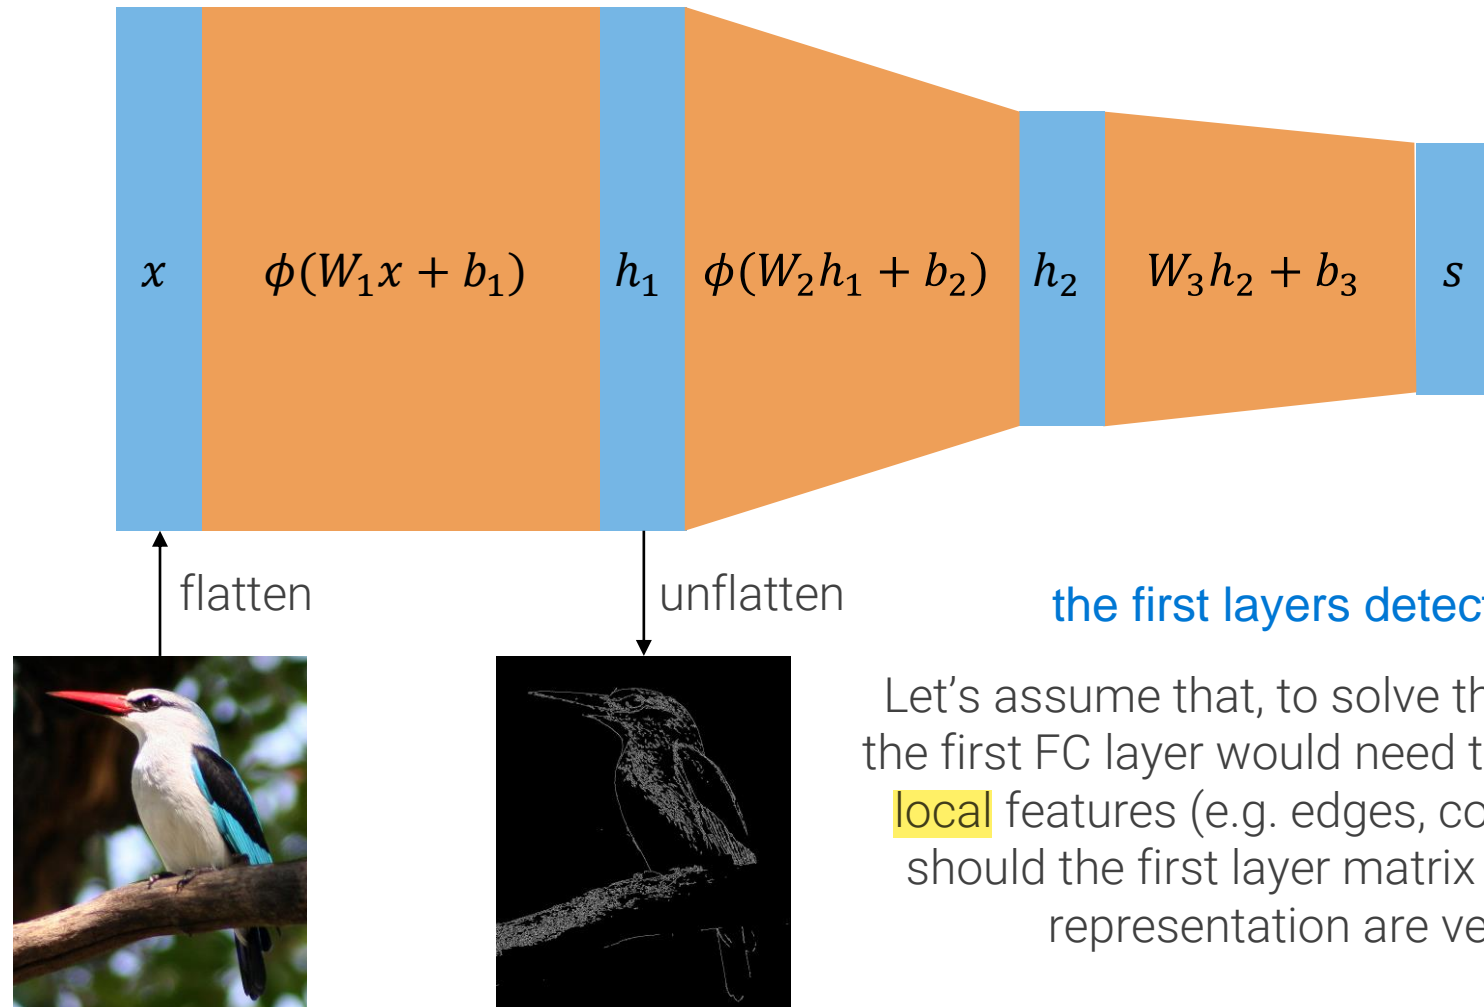 x ϕ(W₁x + b₁) h₁ ϕ(W₂h₁ + b₂) h₂ W₃h₂ + b₃ s
flatten
unflatten
the first layers detect
Let’s assume that, to solve th
the first FC layer would need t
local features (e.g. edges, co
should the first layer matrix
representation are ve